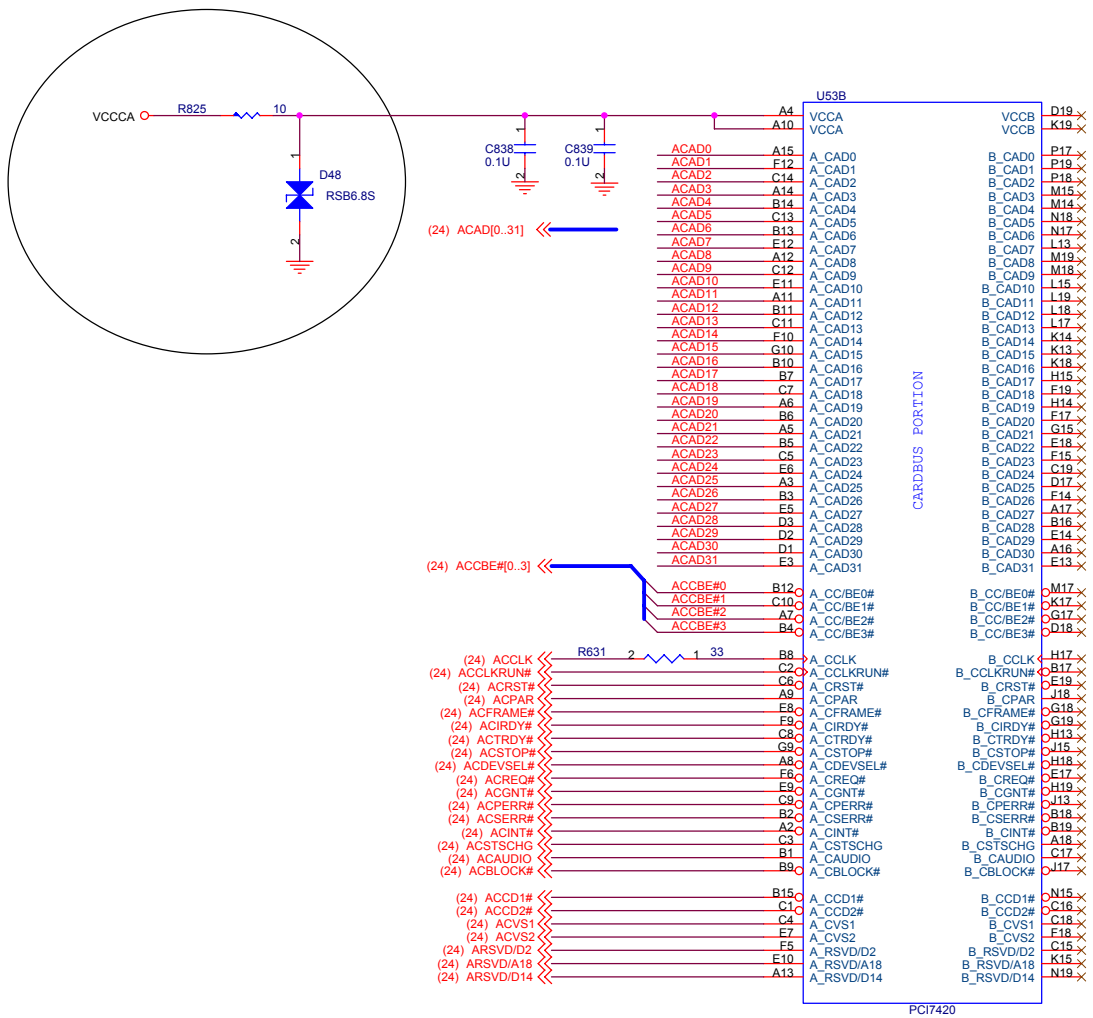 U53B
VCCCA R825 10 A4 VCCA VCCB D19
A10 VCCA VCCB K19
1 D48 RSB6.8S 2
1 C838 0.1U 2
1 C839 0.1U 2
ACAD0 A15 A_CAD0 B_CAD0 P17
ACAD1 F12 A_CAD1 B_CAD1 P19
ACAD2 C14 A_CAD2 B_CAD2 P18
ACAD3 A14 A_CAD3 B_CAD3 M15
ACAD4 B14 A_CAD4 B_CAD4 M14
ACAD5 C13 A_CAD5 B_CAD5 N18
(24) ACAD[0..31] ACAD6 B13 A_CAD6 B_CAD6 N17
ACAD7 E12 A_CAD7 B_CAD7 L13
ACAD8 A12 A_CAD8 B_CAD8 M19
ACAD9 C12 A_CAD9 B_CAD9 M18
ACAD10 E11 A_CAD10 B_CAD10 L15
ACAD11 A11 A_CAD11 B_CAD11 L19
ACAD12 B11 A_CAD12 B_CAD12 L18
ACAD13 C11 A_CAD13 B_CAD13 L17
ACAD14 F10 A_CAD14 B_CAD14 K14
ACAD15 G10 A_CAD15 B_CAD15 K13
ACAD16 B10 A_CAD16 B_CAD16 K18
ACAD17 B7 A_CAD17 B_CAD17 H15
ACAD18 C7 A_CAD18 B_CAD18 F19
ACAD19 A6 A_CAD19 B_CAD19 H14
ACAD20 B6 A_CAD20 B_CAD20 F17
ACAD21 A5 A_CAD21 B_CAD21 G15
ACAD22 B5 A_CAD22 B_CAD22 E18
ACAD23 C5 A_CAD23 B_CAD23 F15
ACAD24 E6 A_CAD24 B_CAD24 C19
ACAD25 A3 A_CAD25 B_CAD25 D17
ACAD26 B3 A_CAD26 B_CAD26 F14
ACAD27 E5 A_CAD27 B_CAD27 A17
ACAD28 D3 A_CAD28 B_CAD28 B16
ACAD29 D2 A_CAD29 B_CAD29 E14
ACAD30 D1 A_CAD30 B_CAD30 A16
ACAD31 E3 A_CAD31 B_CAD31 E13
CARDBUS PORTION
(24) ACCBE#[0..3]
ACCBE#0 B12 A_CC/BE0# B_CC/BE0# M17
ACCBE#1 C10 A_CC/BE1# B_CC/BE1# K17
ACCBE#2 A7 A_CC/BE2# B_CC/BE2# G17
ACCBE#3 B4 A_CC/BE3# B_CC/BE3# D18
(24) ACCLK R631 2 1 33 B8 A_CCLK B_CCLK H17
(24) ACCLKRUN# C2 A_CCLKRUN# B_CCLKRUN# B17
(24) ACRST# C6 A_CRST# B_CRST# E19
(24) ACPAR A9 A_CPAR B_CPAR J18
(24) ACFRAME# E8 A_CFRAME# B_CFRAME# G18
(24) ACIRDY# F9 A_CIRDY# B_CIRDY# G19
(24) ACTRDY# C8 A_CTRDY# B_CTRDY# H13
(24) ACSTOP# G9 A_CSTOP# B_CSTOP# J15
(24) ACDEVSEL# A8 A_CDEVSEL# B_CDEVSEL# H18
(24) ACREQ# F6 A_CREQ# B_CREQ# E17
(24) ACGNT# E9 A_CGNT# B_CGNT# H19
(24) ACPERR# C9 A_CPERR# B_CPERR# J13
(24) ACSERR# B2 A_CSERR# B_CSERR# B18
(24) ACINT# A2 A_CINT# B_CINT# B19
(24) ACSTSCHG C3 A_CSTSCHG B_CSTSCHG A18
(24) ACAUDIO B1 A_CAUDIO B_CAUDIO C17
(24) ACBLOCK# B9 A_CBLOCK# B_CBLOCK# J17
(24) ACCD1# B15 A_CCD1# B_CCD1# N15
(24) ACCD2# C1 A_CCD2# B_CCD2# C16
(24) ACVS1 C4 A_CVS1 B_CVS1 C18
(24) ACVS2 E7 A_CVS2 B_CVS2 F18
(24) ARSVD/D2 F5 A_RSVD/D2 B_RSVD/D2 C15
(24) ARSVD/A18 E10 A_RSVD/A18 B_RSVD/A18 K15
(24) ARSVD/D14 A13 A_RSVD/D14 B_RSVD/D14 N19
PCI7420